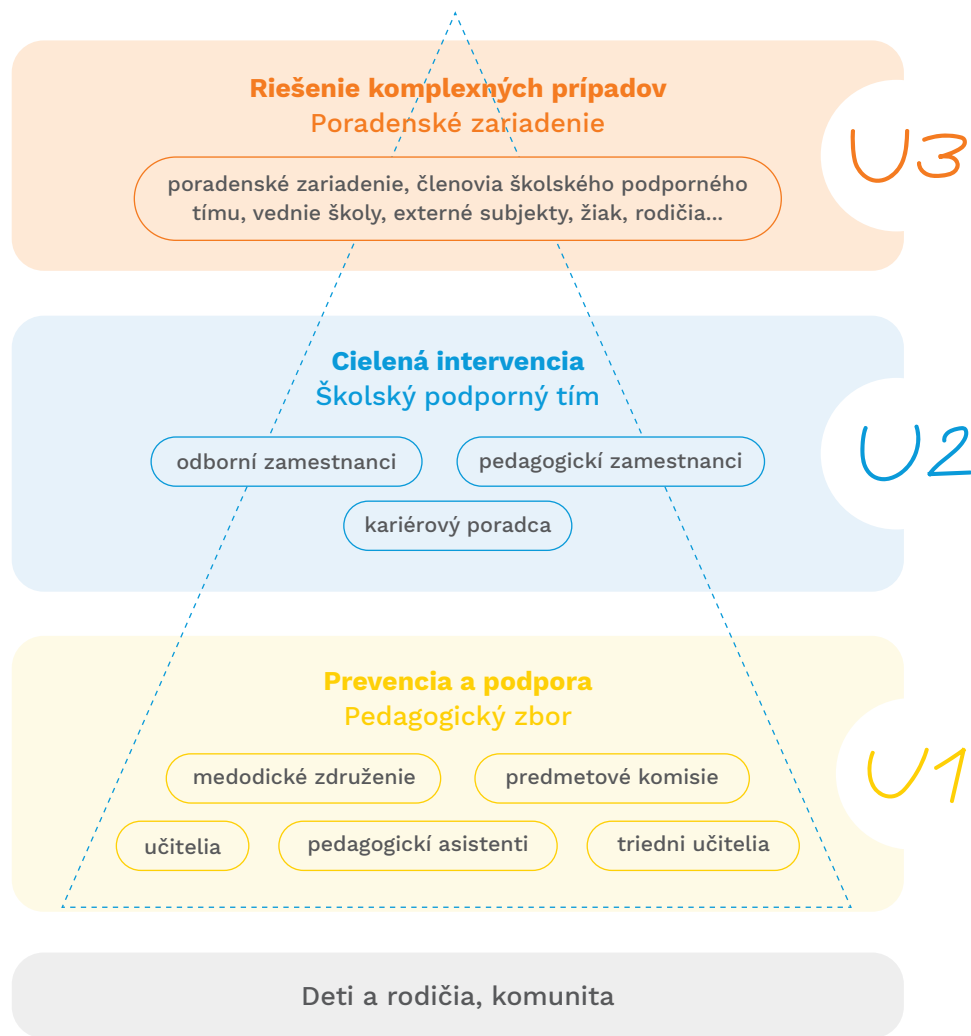 Riešenie komplexných prípadov
Poradenské zariadenie
U3
poradenské zariadenie, členovia školského podporného
tímu, vednie školy, externé subjekty, žiak, rodičia...
Cielená intervencia
Školský podporný tím
U2
odborní zamestnanci
pedagogickí zamestnanci
kariérový poradca
Prevencia a podpora
Pedagogický zbor
U1
medodické združenie
predmetové komisie
učitelia
pedagogickí asistenti
triedni učitelia
Deti a rodičia, komunita